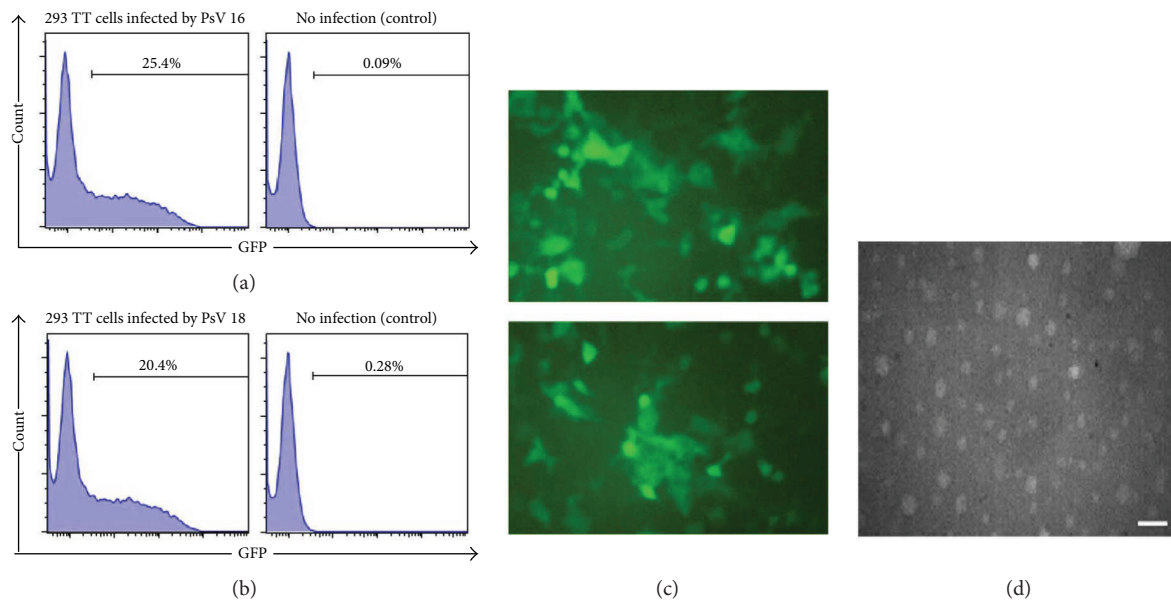 293 TT cells infected by PsV 16
No infection (control)
25.4%
0.09%
Count
GFP
(a)
293 TT cells infected by PsV 18
No infection (control)
20.4%
0.28%
Count
GFP
(b)
(c)
(d)